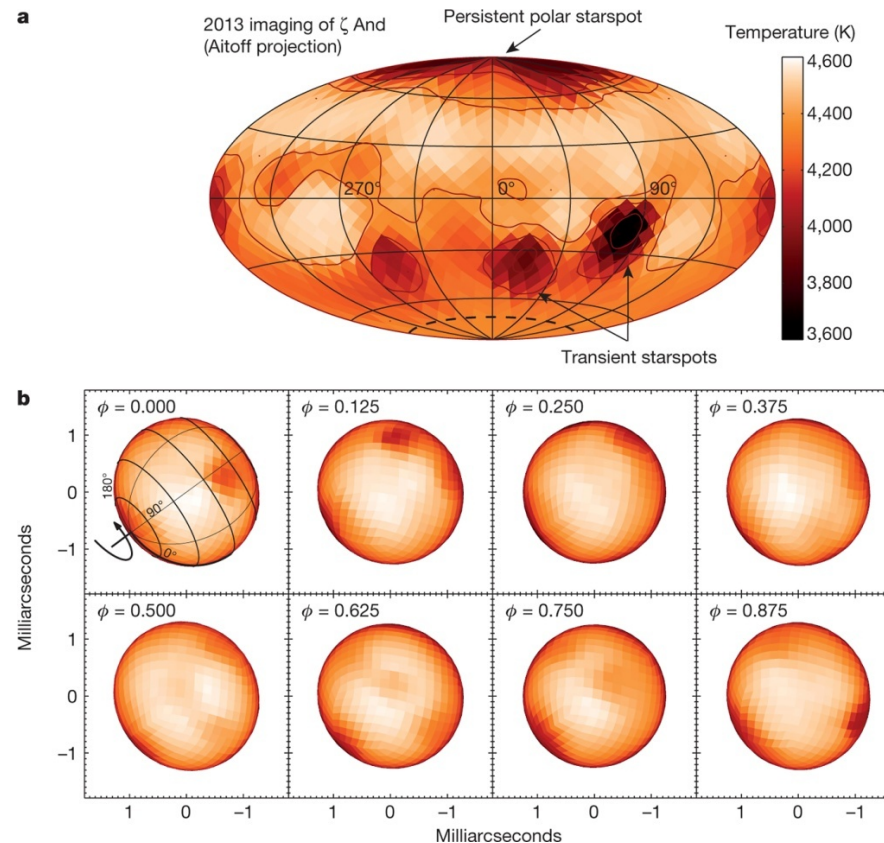 a
2013 imaging of ζ And
(Aitoff projection)
Persistent polar starspot
Temperature (K)
4,600
4,400
4,200
4,000
3,800
3,600
270°
0°
90°
Transient starspots
b
ϕ = 0.000
ϕ = 0.125
ϕ = 0.250
ϕ = 0.375
180°
90°
0°
1
0
−1
ϕ = 0.500
ϕ = 0.625
ϕ = 0.750
ϕ = 0.875
1
0
−1
Milliarcseconds
1 0 −1 1 0 −1 1 0 −1 1 0 −1
Milliarcseconds